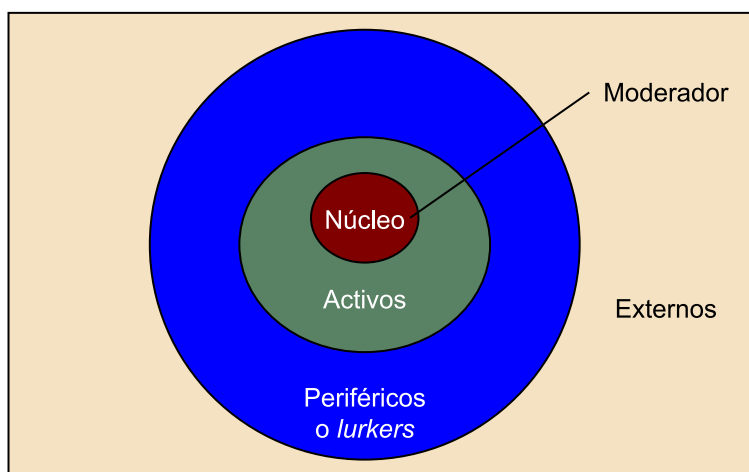 Moderador
Núcleo
Activos
Externos
Periféricos
o lurkers